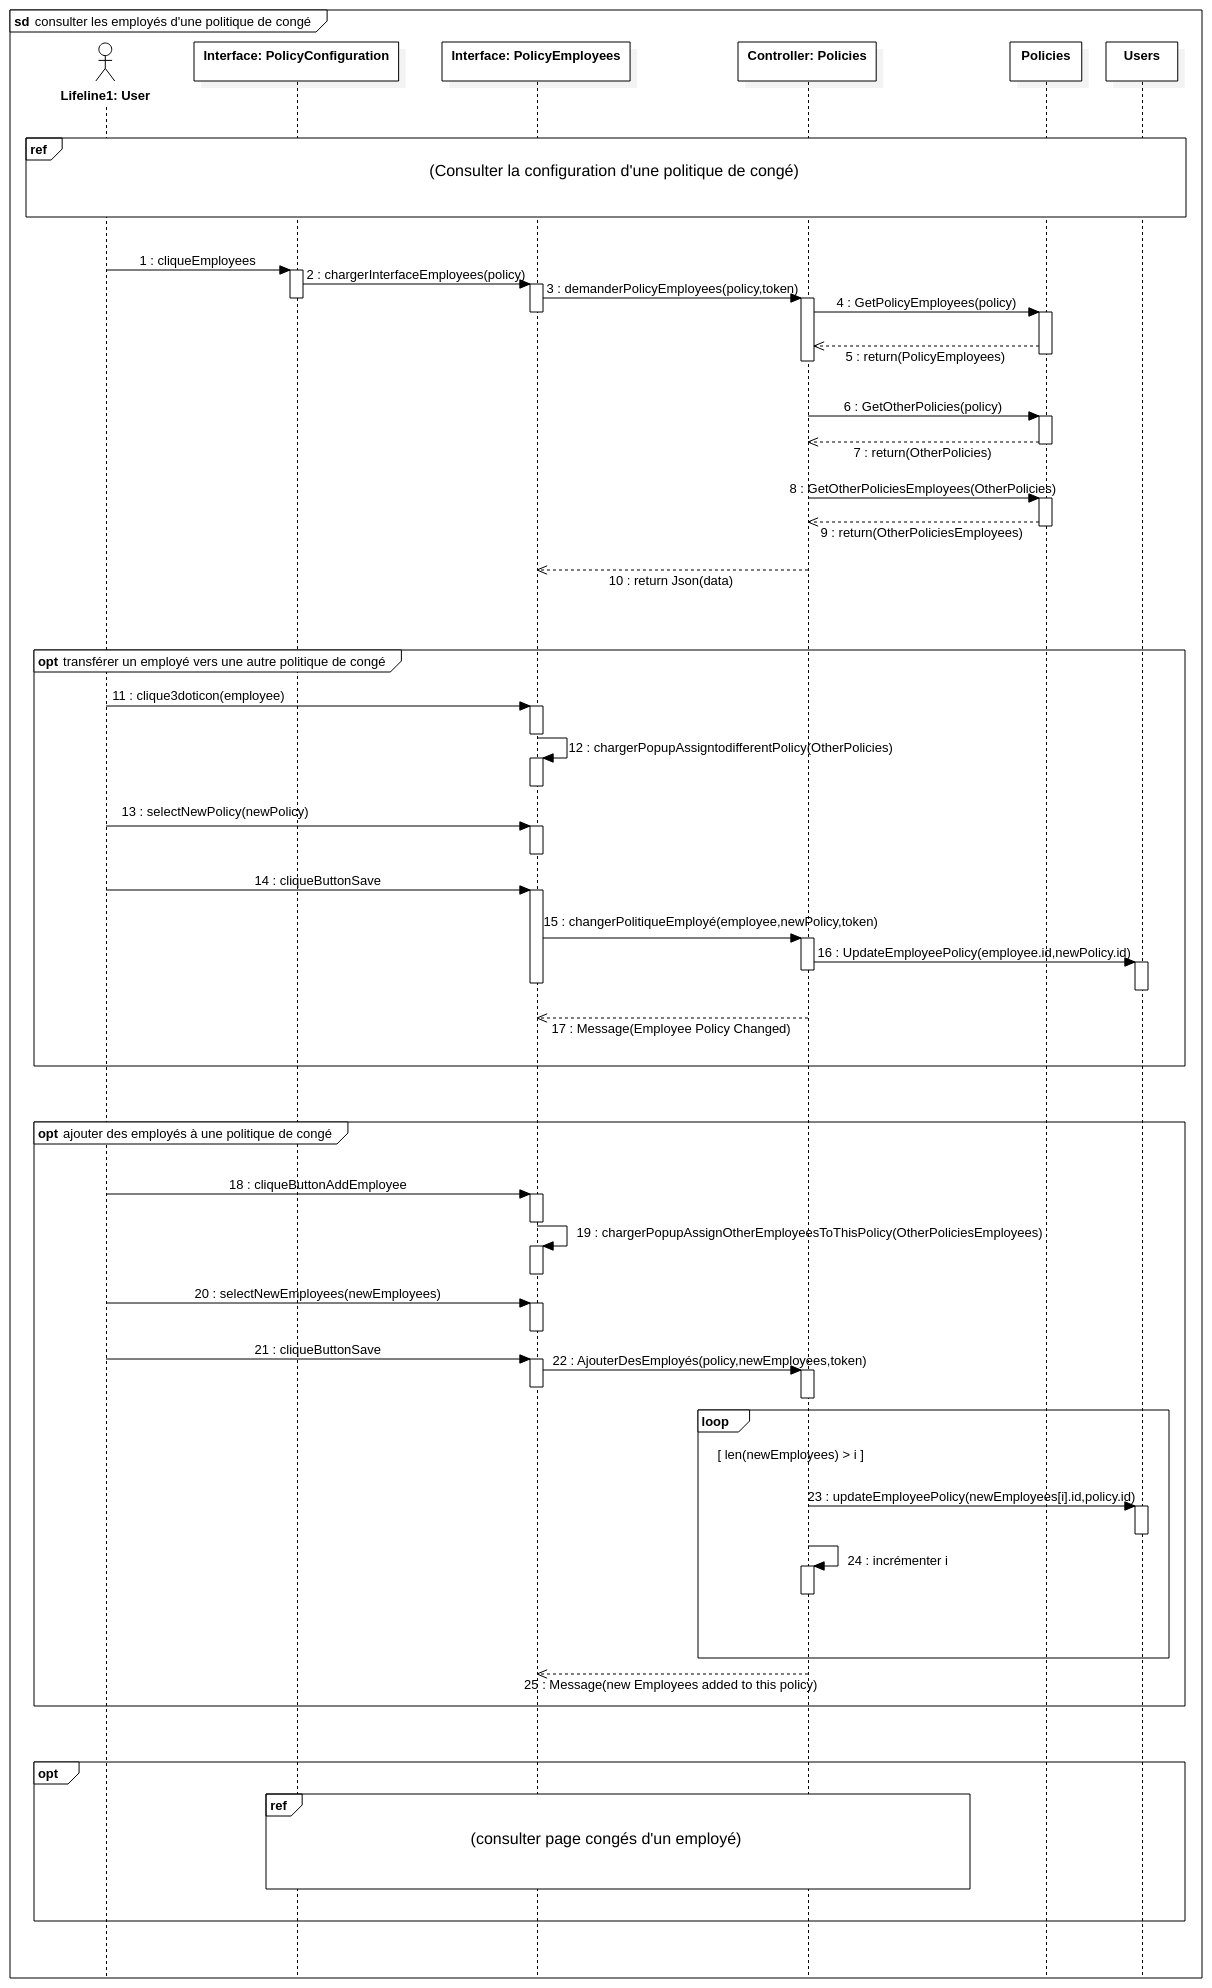 sd consulter les employés d'une politique de congé
Interface: PolicyConfiguration
Interface: PolicyEmployees
Controller: Policies
Policies
Users
Lifeline1: User
ref
(Consulter la configuration d'une politique de congé)
1 : cliqueEmployees
2 : chargerInterfaceEmployees(policy)
3 : demanderPolicyEmployees(policy,token)
4 : GetPolicyEmployees(policy)
5 : return(PolicyEmployees)
6 : GetOtherPolicies(policy)
7 : return(OtherPolicies)
8 : GetOtherPoliciesEmployees(OtherPolicies)
9 : return(OtherPoliciesEmployees)
10 : return Json(data)
opt transférer un employé vers une autre politique de congé
11 : clique3doticon(employee)
12 : chargerPopupAssigntodifferentPolicy(OtherPolicies)
13 : selectNewPolicy(newPolicy)
14 : cliqueButtonSave
15 : changerPolitiqueEmployé(employee,newPolicy,token)
16 : UpdateEmployeePolicy(employee.id,newPolicy.id)
17 : Message(Employee Policy Changed)
opt ajouter des employés à une politique de congé
18 : cliqueButtonAddEmployee
19 : chargerPopupAssignOtherEmployeesToThisPolicy(OtherPoliciesEmployees)
20 : selectNewEmployees(newEmployees)
21 : cliqueButtonSave
22 : AjouterDesEmployés(policy,newEmployees,token)
loop
[ len(newEmployees) > i ]
23 : updateEmployeePolicy(newEmployees[i].id,policy.id)
24 : incrémenter i
25 : Message(new Employees added to this policy)
opt
ref
(consulter page congés d'un employé)